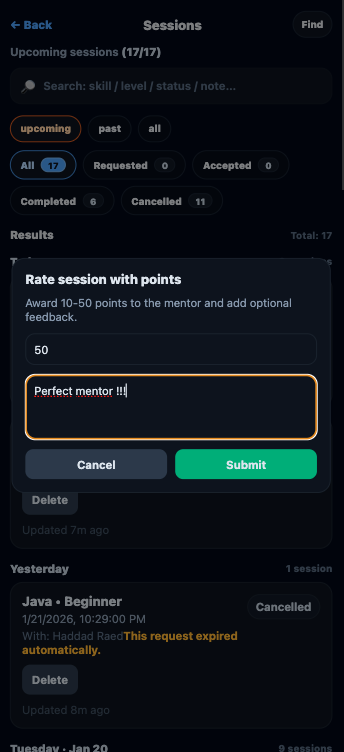 ← Back
Sessions
Find
Upcoming sessions (17/17)
Search: skill / level / status / note...
upcoming
past
all
All 17
Requested 0
Accepted 0
Completed 6
Cancelled 11
Results
Total: 17
Rate session with points
Award 10-50 points to the mentor and add optional
feedback.
50
Perfect mentor !!!
Cancel
Submit
Delete
Updated 7m ago
Yesterday
1 session
Java • Beginner
Cancelled
1/21/2026, 10:29:00 PM
With: Haddad RaedThis request expired
automatically.
Delete
Updated 8m ago
Tuesday · Jan 20
9 sessions